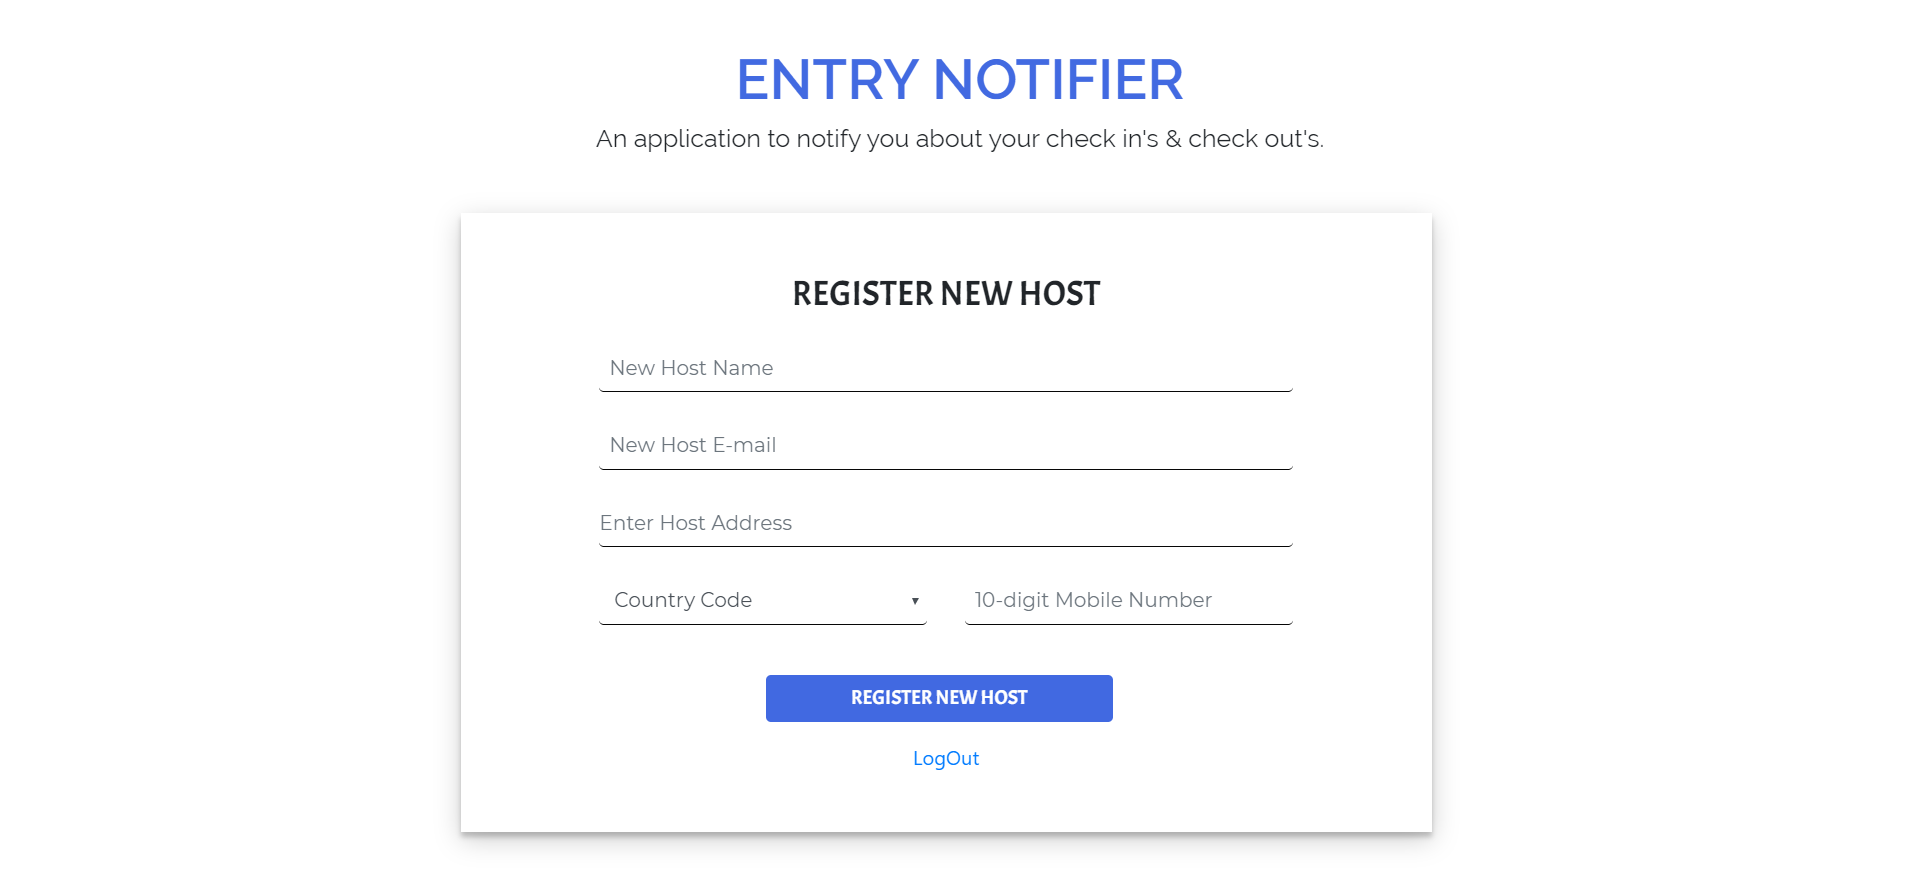 ENTRY NOTIFIER
An application to notify you about your check in's & check out's.
REGISTER NEW HOST
New Host Name
New Host E-mail
Enter Host Address
Country Code 10-digit Mobile Number
REGISTER NEW HOST
LogOut